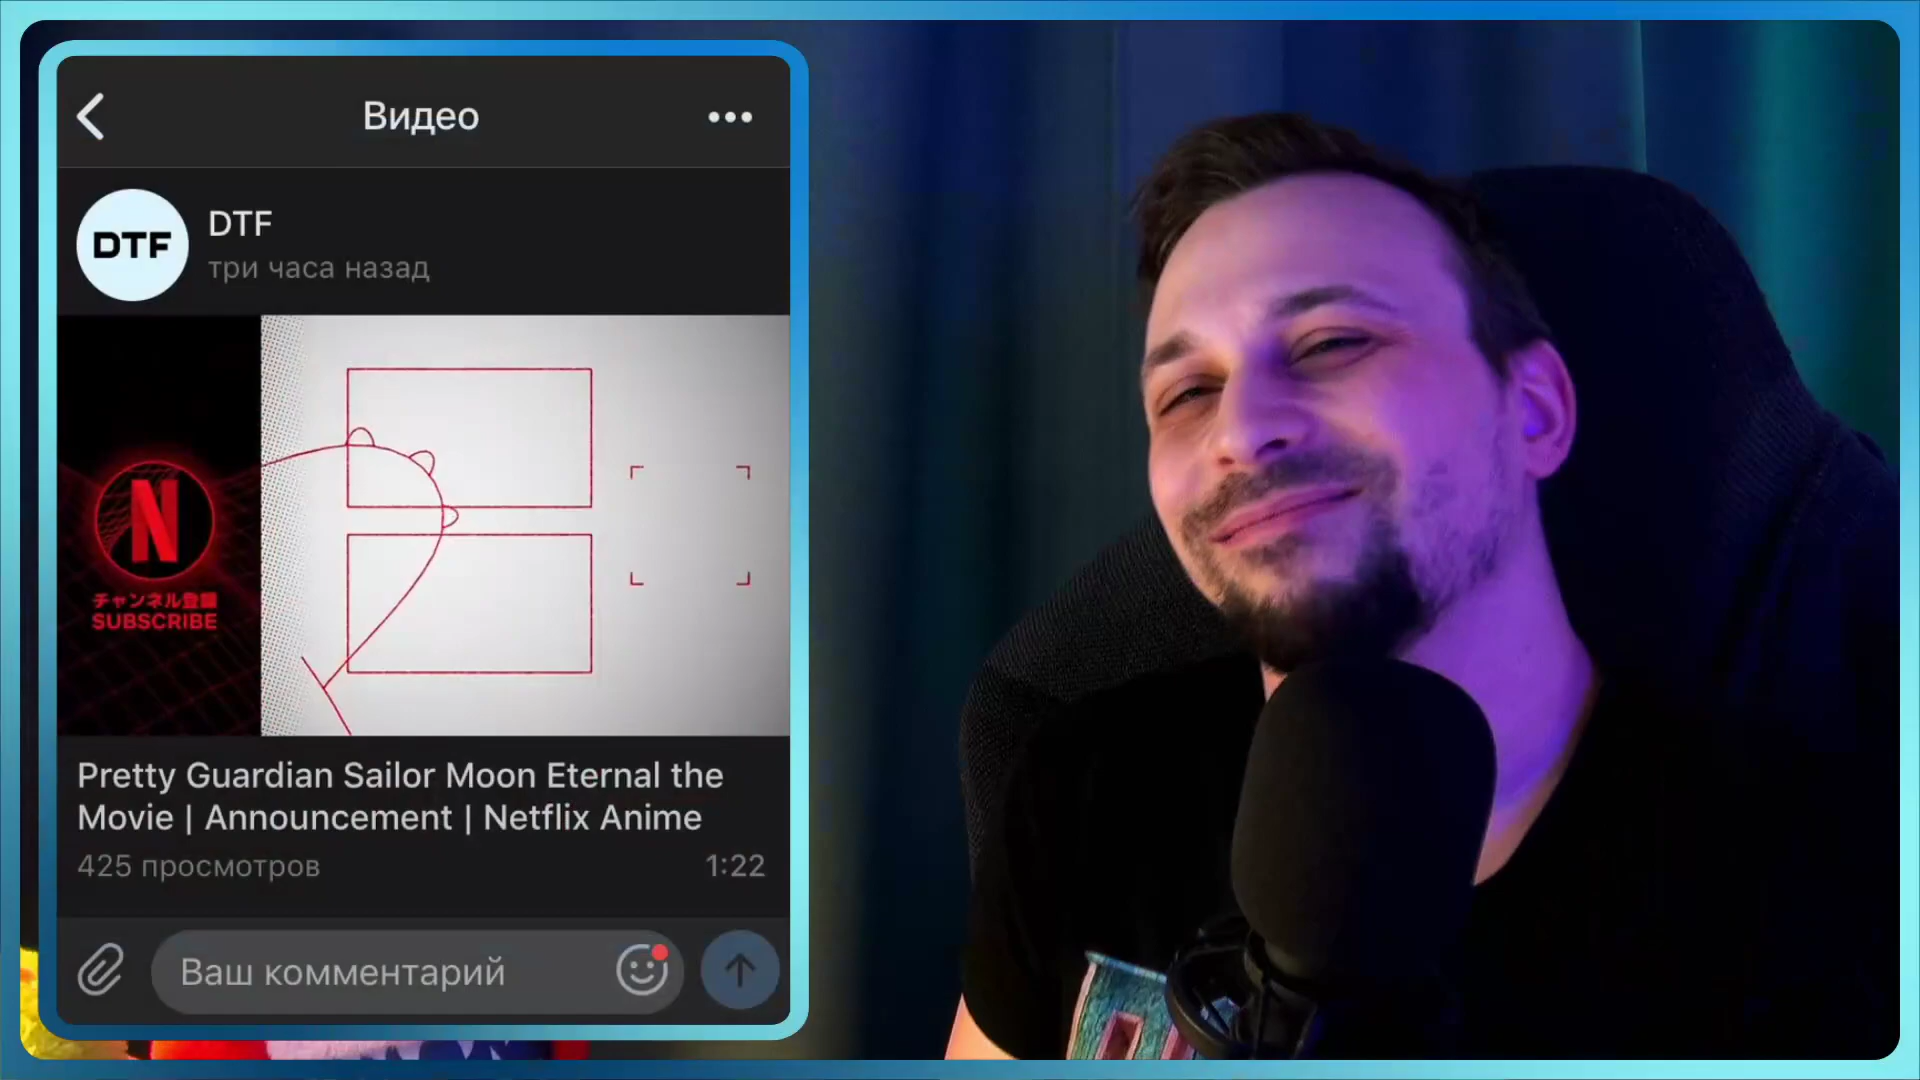 Видео
DTF
DTF
три часа назад
N
チャンネル登録
SUBSCRIBE
Pretty Guardian Sailor Moon Eternal the
Movie | Announcement | Netflix Anime
425 просмотров
1:22
Ваш комментарий